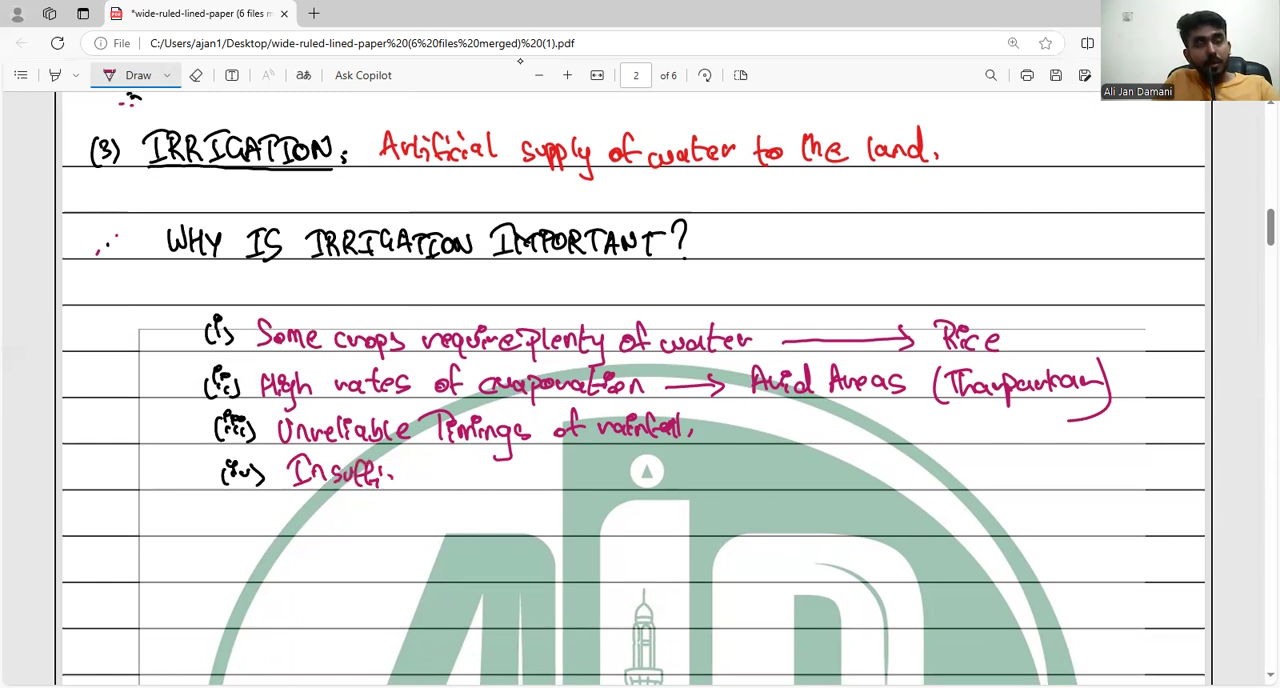 *wide-ruled-lined-paper (6 files m
File C:/Users/ajan1/Desktop/wide-ruled-lined-paper%20(6%20files%20merged)%20(1).pdf
Draw Ask Copilot 2 of 6
Ali Jan Damani
(3) IRRIGATION: Artificial supply of water to the land.
WHY IS IRRIGATION IMPORTANT?
(i) Some crops require plenty of water → Rice
(ii) High rates of evaporation → Arid Areas (Tharparkar)
(iii) Unreliable Timings of rainfall.
(iv) Insuffi